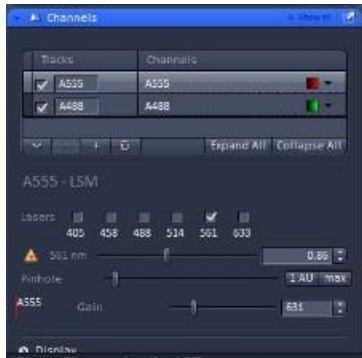 Channels Show all
Tracks Channels
A555 A555
A488 A488
+ Expand All Collapse All
A555 - LSM
Lasers
405 458 488 514 561 633
561 nm 0.86
Pinhole 1 AU max
A555 Gain 631
Display